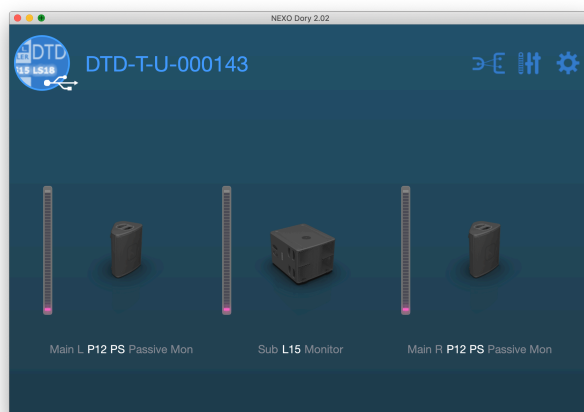 NEXO Dory 2.02
DTD
P15 LS18
DTD-T-U-000143
Main L P12 PS Passive Mon
Sub L15 Monitor
Main R P12 PS Passive Mon